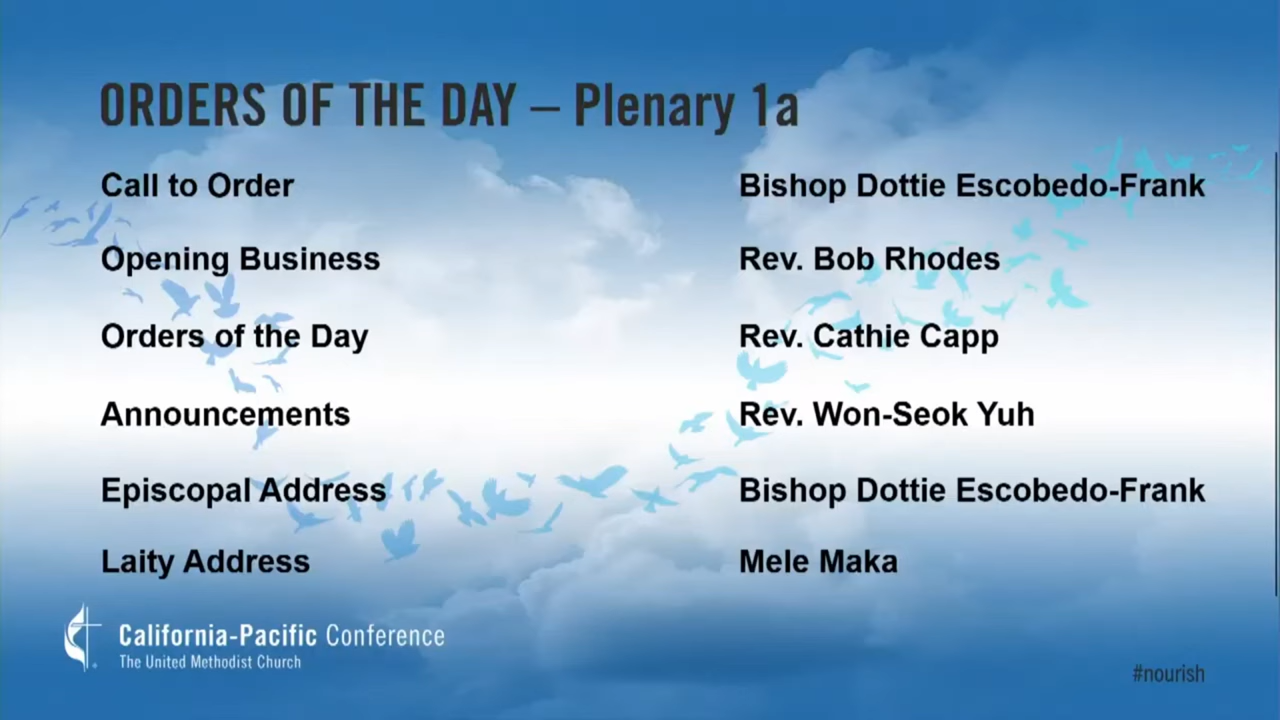 ORDERS OF THE DAY – Plenary 1a
Call to Order Bishop Dottie Escobedo-Frank
Opening Business Rev. Bob Rhodes
Orders of the Day Rev. Cathie Capp
Announcements Rev. Won-Seok Yuh
Episcopal Address Bishop Dottie Escobedo-Frank
Laity Address Mele Maka
California-Pacific Conference
The United Methodist Church
#nourish